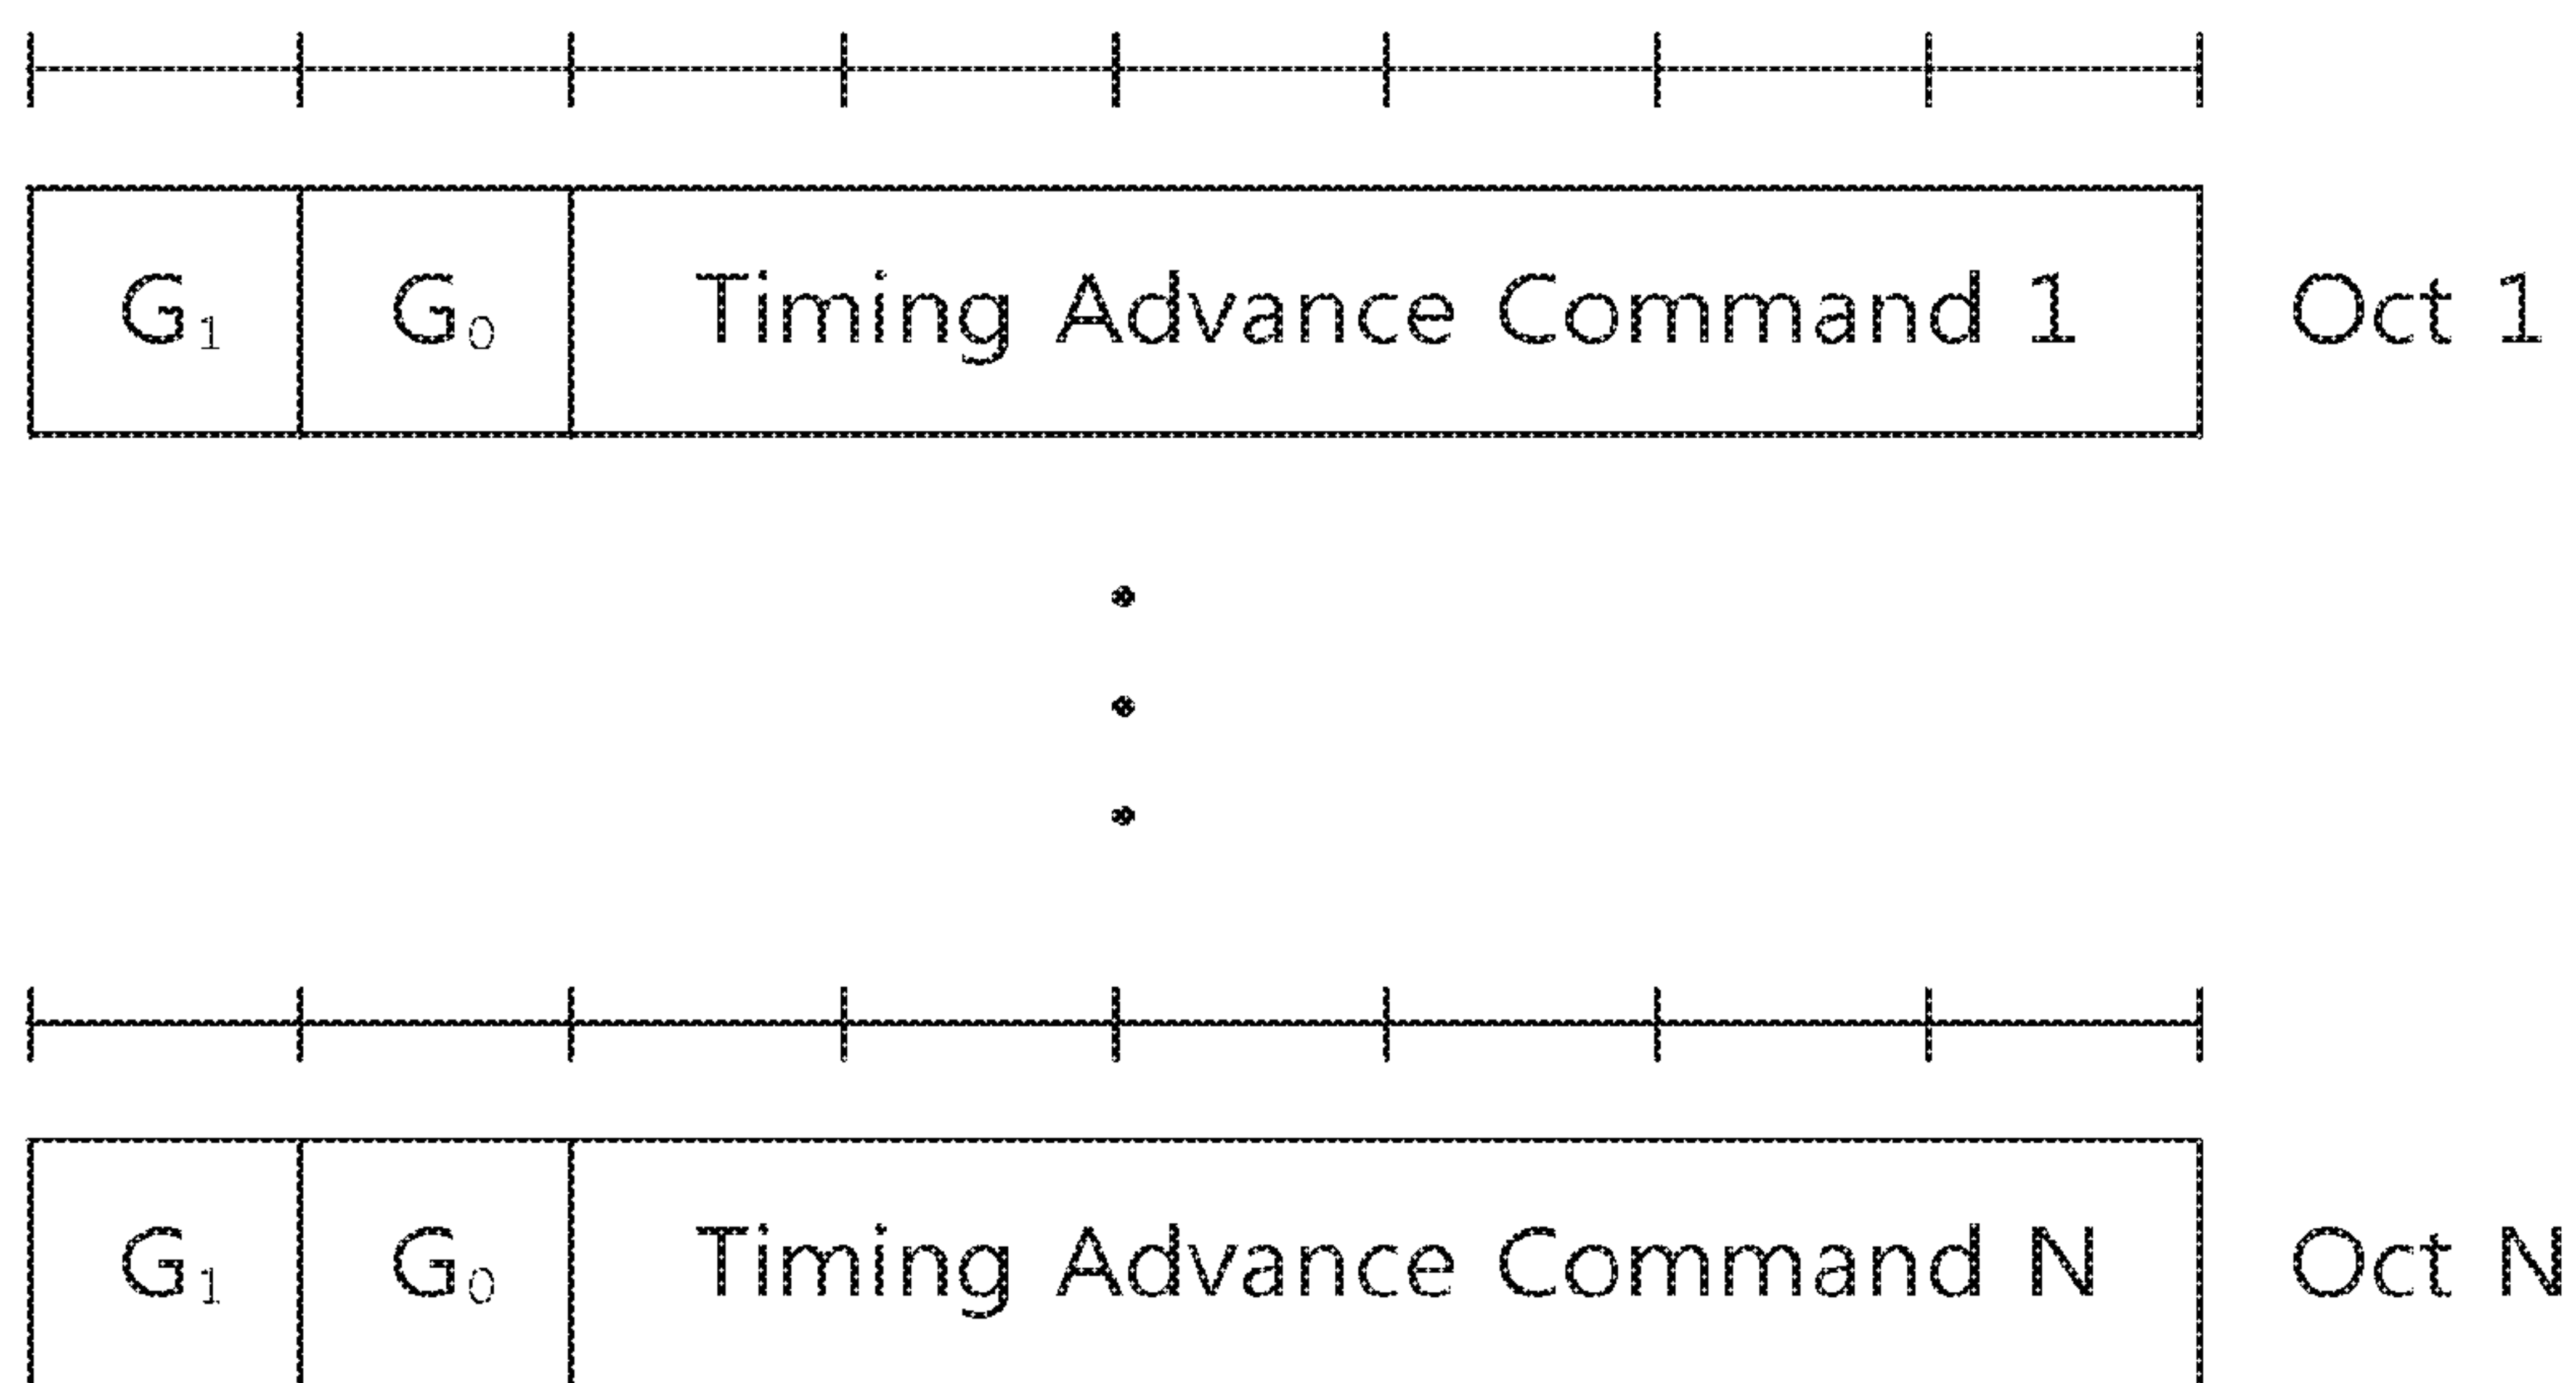 G₁ G₀ Timing Advance Command 1 Oct 1
G₁ G₀ Timing Advance Command N Oct N